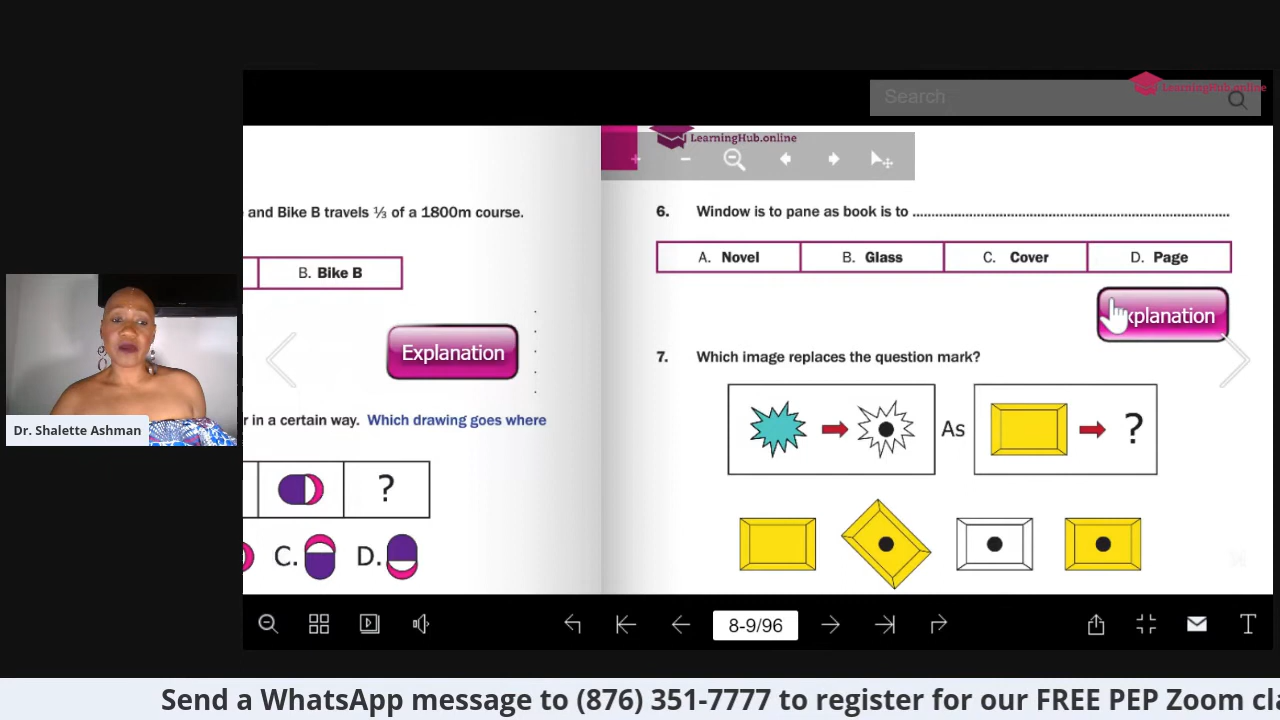 Search
LearningHub.online
LearningHub.online
and Bike B travels ⅓ of a 1800m course.
B. Bike B
Explanation
r in a certain way. Which drawing goes where
?
C.
D.
6. Window is to pane as book is to ................................................................................
A. Novel
B. Glass
C. Cover
D. Page
xplanation
7. Which image replaces the question mark?
As
?
Dr. Shalette Ashman
8-9/96
T
Send a WhatsApp message to (876) 351-7777 to register for our FREE PEP Zoom cla